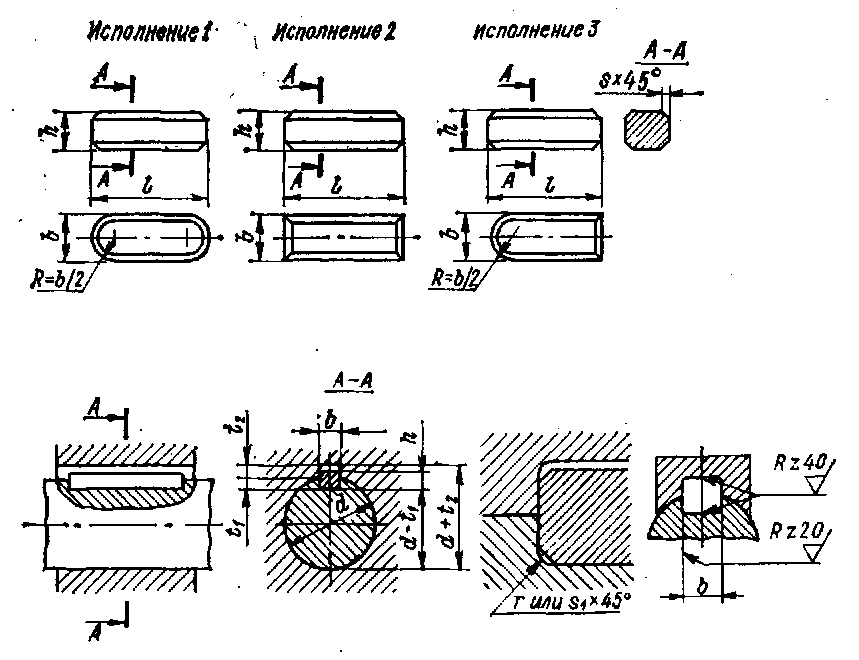 Исполнение 1 Исполнение 2 Исполнение 3
A-A
s×45°
A A A
h h h
A A A
l l l
b b b
R=b/2 R=b/2
A-A
A
t₂ b h
Rz40
d
t₁ d-t₁ d+t₂
Rz20
r или s₁×45° b
A